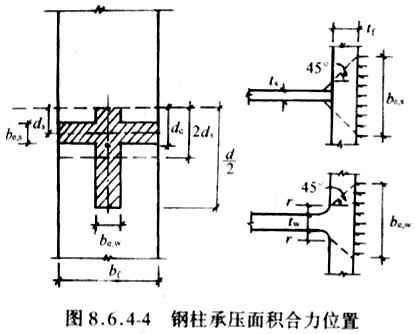 d_s
b_{e,s}
d_c
2d_s
d/2
b_{e,w}
b_f
t_f
45°
t_s
b_{e,s}
45°
r
t_w
r
b_{e,w}
图 8.6.4-4 钢柱承压面积合力位置